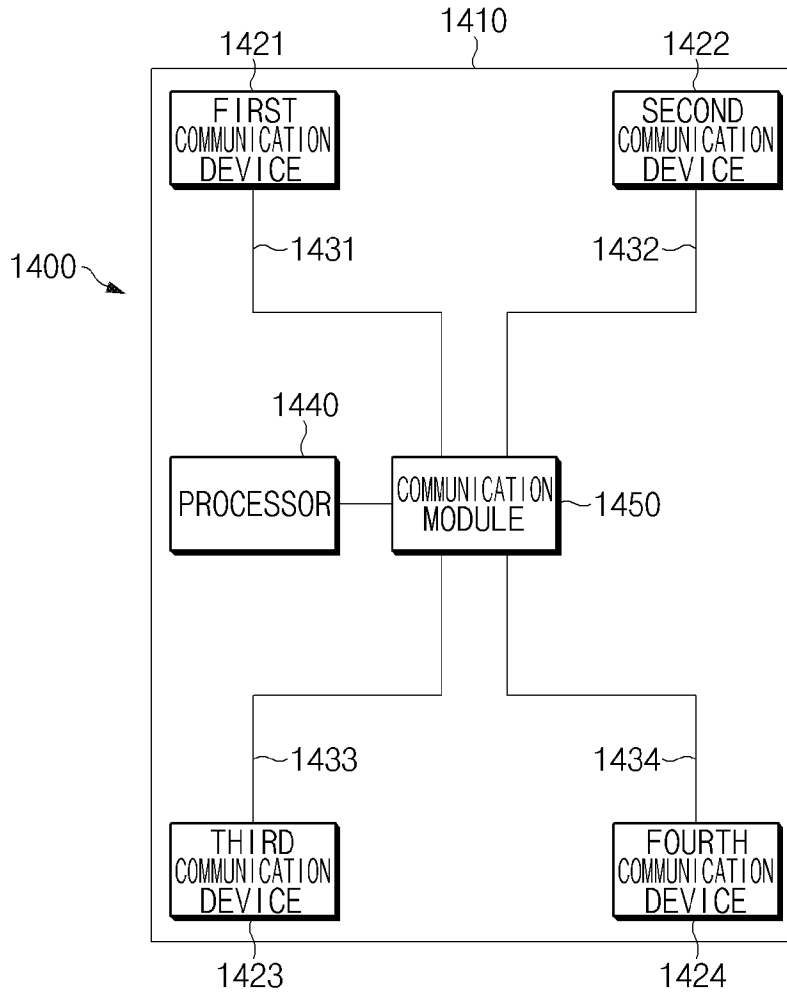 1410
1421
1422
FIRST
COMMUNICATION
DEVICE
SECOND
COMMUNICATION
DEVICE
1400
1431
1432
1440
PROCESSOR
COMMUNICATION
MODULE
1450
1433
1434
THIRD
COMMUNICATION
DEVICE
FOURTH
COMMUNICATION
DEVICE
1423
1424